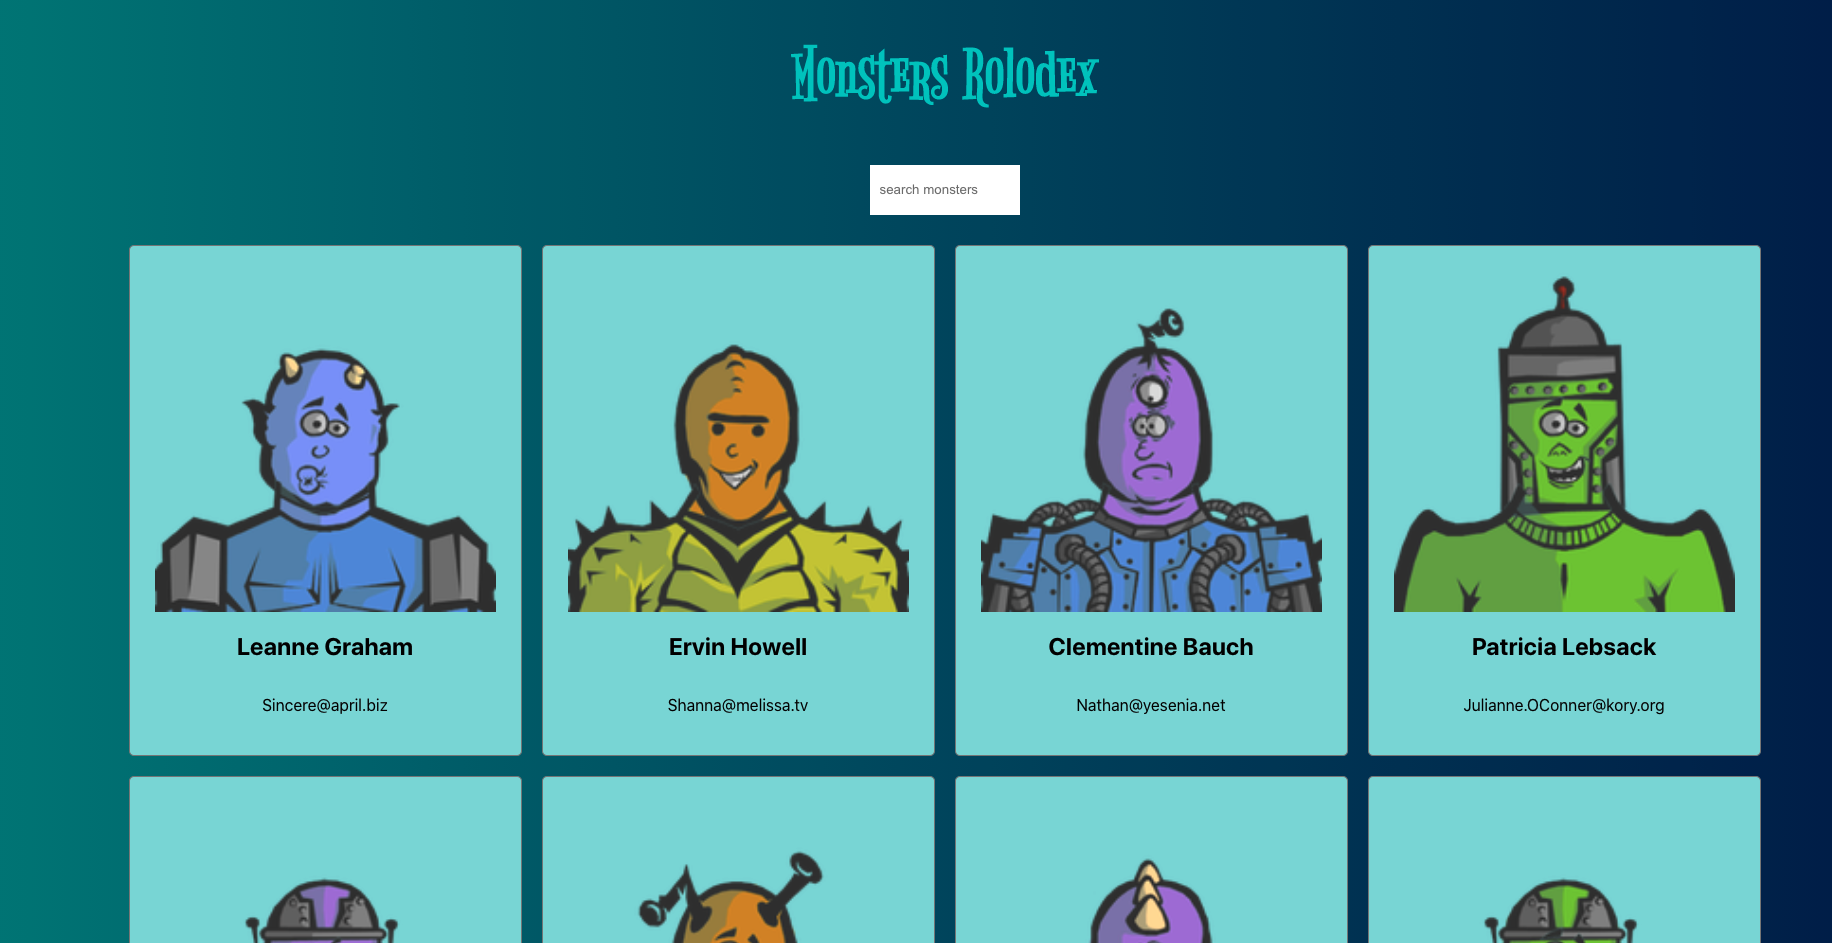 Monsters Rolodex
search monsters
Leanne Graham
Sincere@april.biz
Ervin Howell
Shanna@melissa.tv
Clementine Bauch
Nathan@yesenia.net
Patricia Lebsack
Julianne.OConner@kory.org